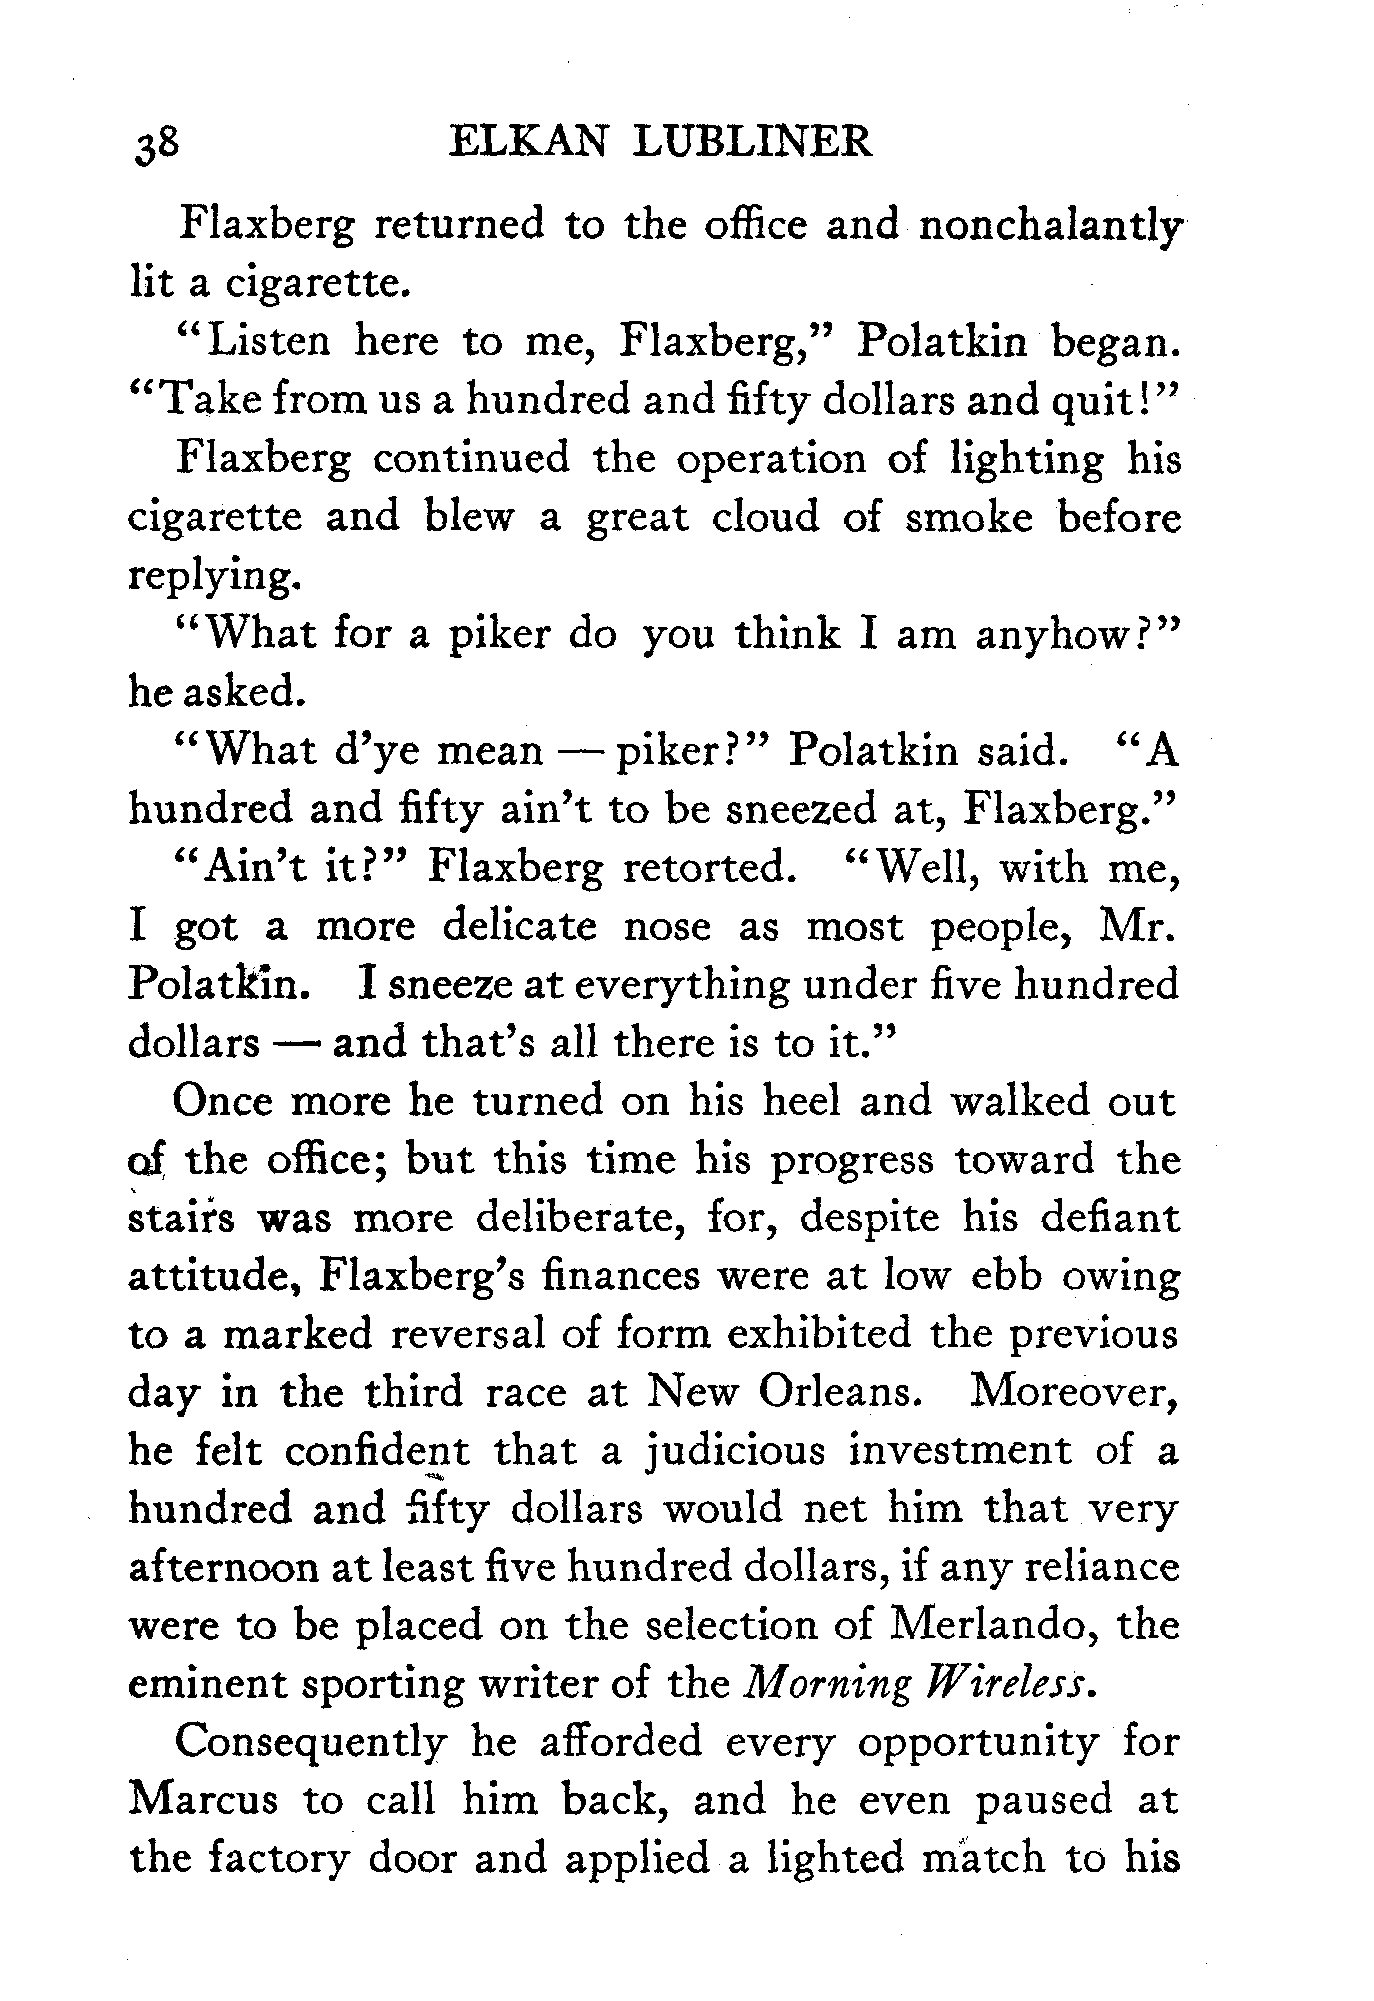 38 ELKAN LUBLINER
Flaxberg returned to the office and nonchalantly
lit a cigarette.
“Listen here to me, Flaxberg,” Polatkin began.
“Take from us a hundred and fifty dollars and quit!”
Flaxberg continued the operation of lighting his
cigarette and blew a great cloud of smoke before
replying.
“What for a piker do you think I am anyhow?”
he asked.
“What d’ye mean — piker?” Polatkin said. “A
hundred and fifty ain’t to be sneezed at, Flaxberg.”
“Ain’t it?” Flaxberg retorted. “Well, with me,
I got a more delicate nose as most people, Mr.
Polatkin. I sneeze at everything under five hundred
dollars — and that’s all there is to it.”
Once more he turned on his heel and walked out
of the office; but this time his progress toward the
stairs was more deliberate, for, despite his defiant
attitude, Flaxberg’s finances were at low ebb owing
to a marked reversal of form exhibited the previous
day in the third race at New Orleans. Moreover,
he felt confident that a judicious investment of a
hundred and fifty dollars would net him that very
afternoon at least five hundred dollars, if any reliance
were to be placed on the selection of Merlando, the
eminent sporting writer of the Morning Wireless.
Consequently he afforded every opportunity for
Marcus to call him back, and he even paused at
the factory door and applied a lighted match to his